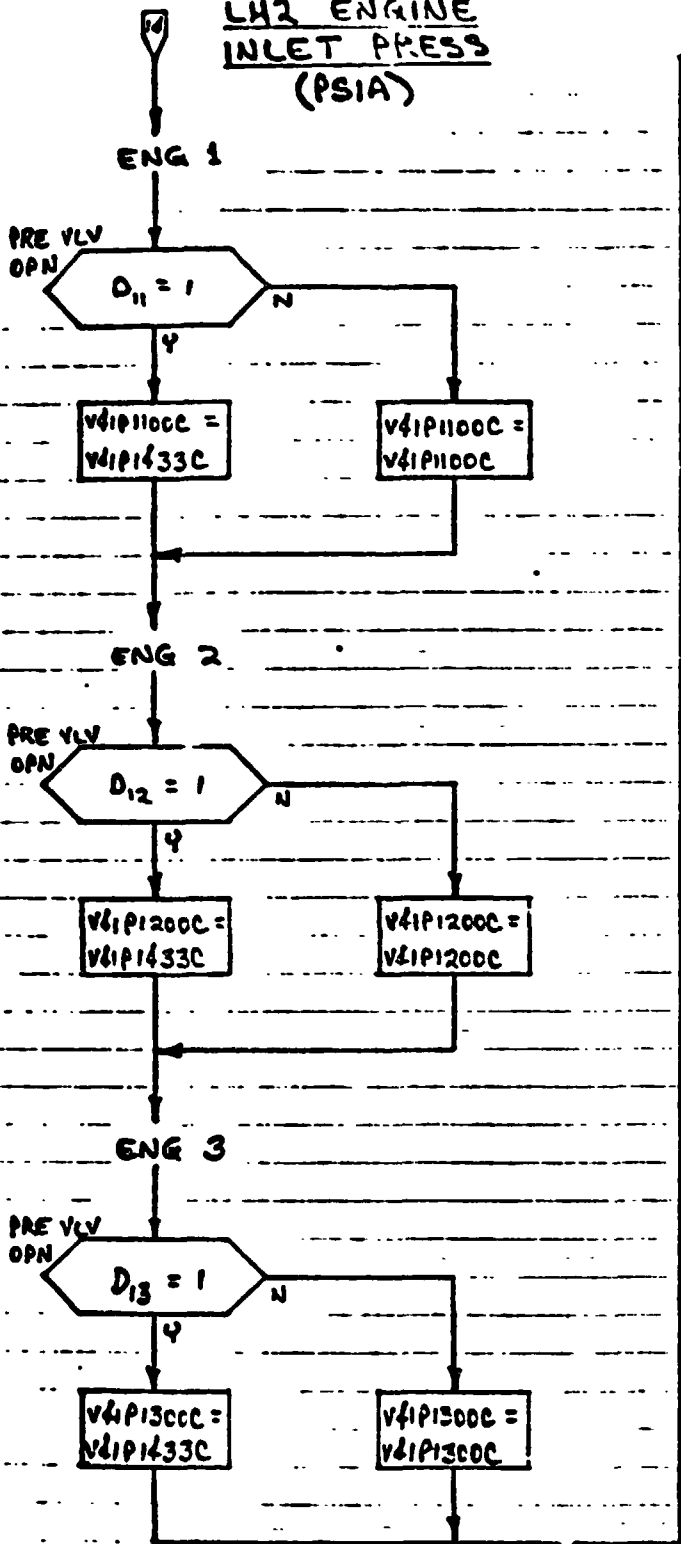 1d
LH2 ENGINE
INLET PRESS
(PSIA)
ENG 1
PRE VLV
OPN
D11 = 1
N
Y
V41P1100C =
V41P1433C
V41P1100C =
V41P1100C
ENG 2
PRE VLV
OPN
D12 = 1
N
Y
V41P1200C =
V41P1433C
V41P1200C =
V41P1200C
ENG 3
PRE VLV
OPN
D13 = 1
N
Y
V41P1300C =
V41P1433C
V41P1300C =
V41P1300C